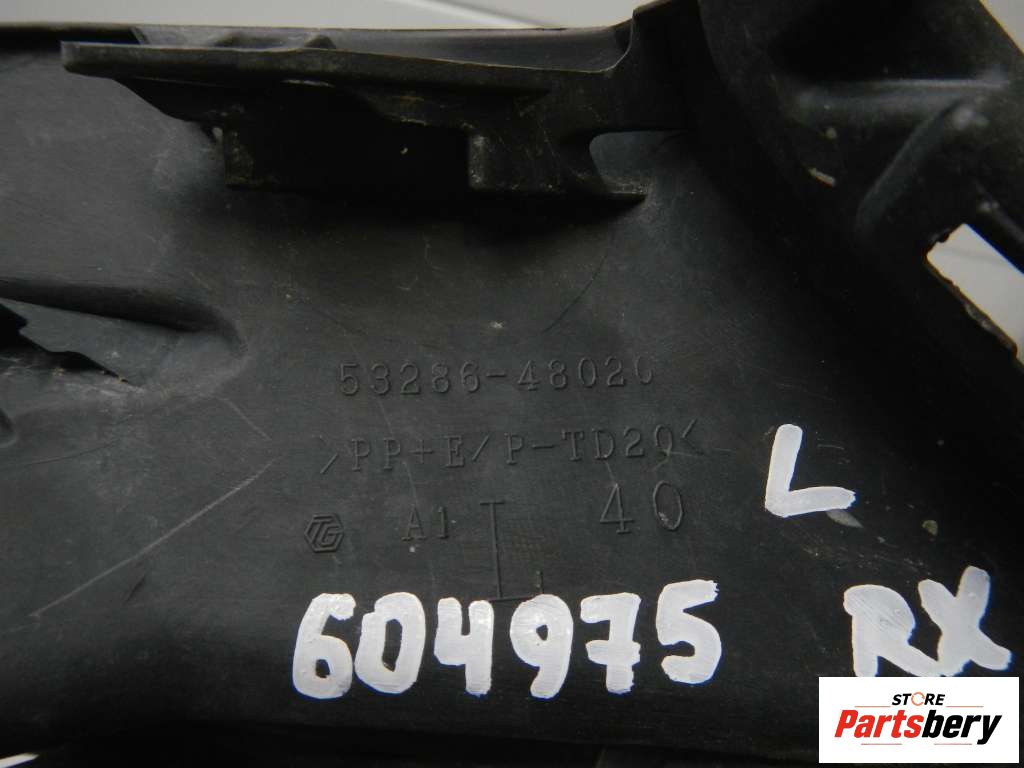 53286-48020
>PP+E/P-TD20<
A1 40
L
604975 RX
STORE
Partsbery